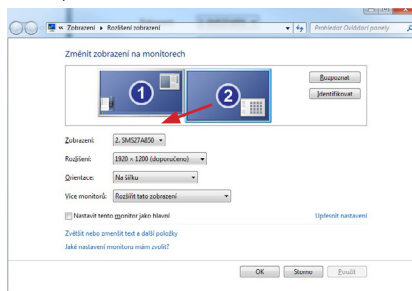 « Zobrazení ▸ Rozlišení zobrazení
Prohledat Ovládací panely
Změnit zobrazení na monitorech
1
2
Rozpoznat
Identifikovat
Zobrazení: 2. SMS27A850
Rozlišení: 1920 × 1200 (doporučeno)
Orientace: Na šířku
Více monitorů: Rozšířit tato zobrazení
Nastavit tento monitor jako hlavní
Upřesnit nastavení
Zvětšit nebo zmenšit text a další položky
Jaké nastavení monitoru mám zvolit?
OK Storno Použít